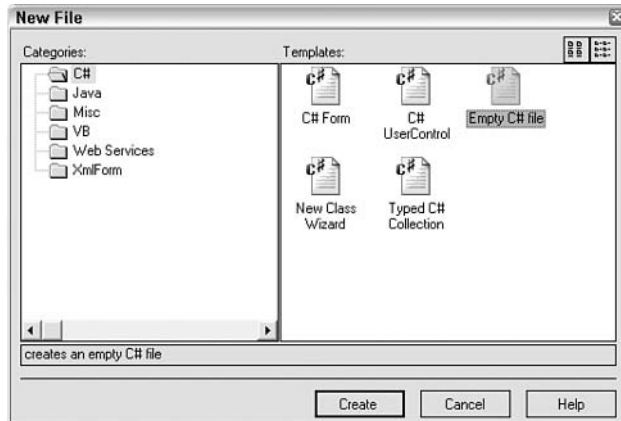 New File
Categories:
Templates:
C#
Java
Misc
VB
Web Services
XmlForm
C# Form
C#
UserControl
Empty C# file
New Class
Wizard
Typed C#
Collection
creates an empty C# file
Create
Cancel
Help